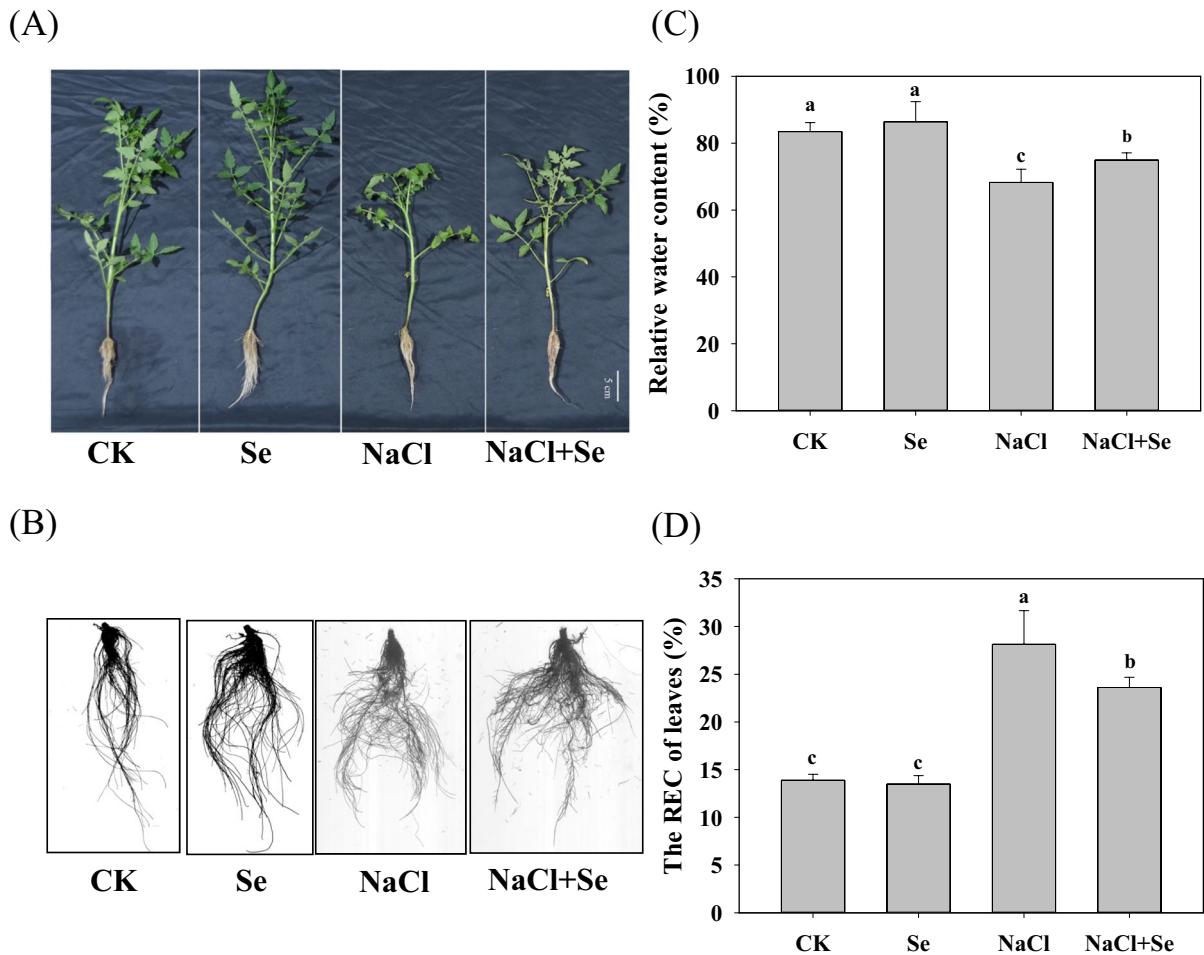 (A)
5 cm
CK Se NaCl NaCl+Se
(B)
CK Se NaCl NaCl+Se
(C)
Relative water content (%)
100
80
60
40
20
0
a
a
c
b
CK Se NaCl NaCl+Se
(D)
The REC of leaves (%)
35
30
25
20
15
10
5
0
c
c
a
b
CK Se NaCl NaCl+Se